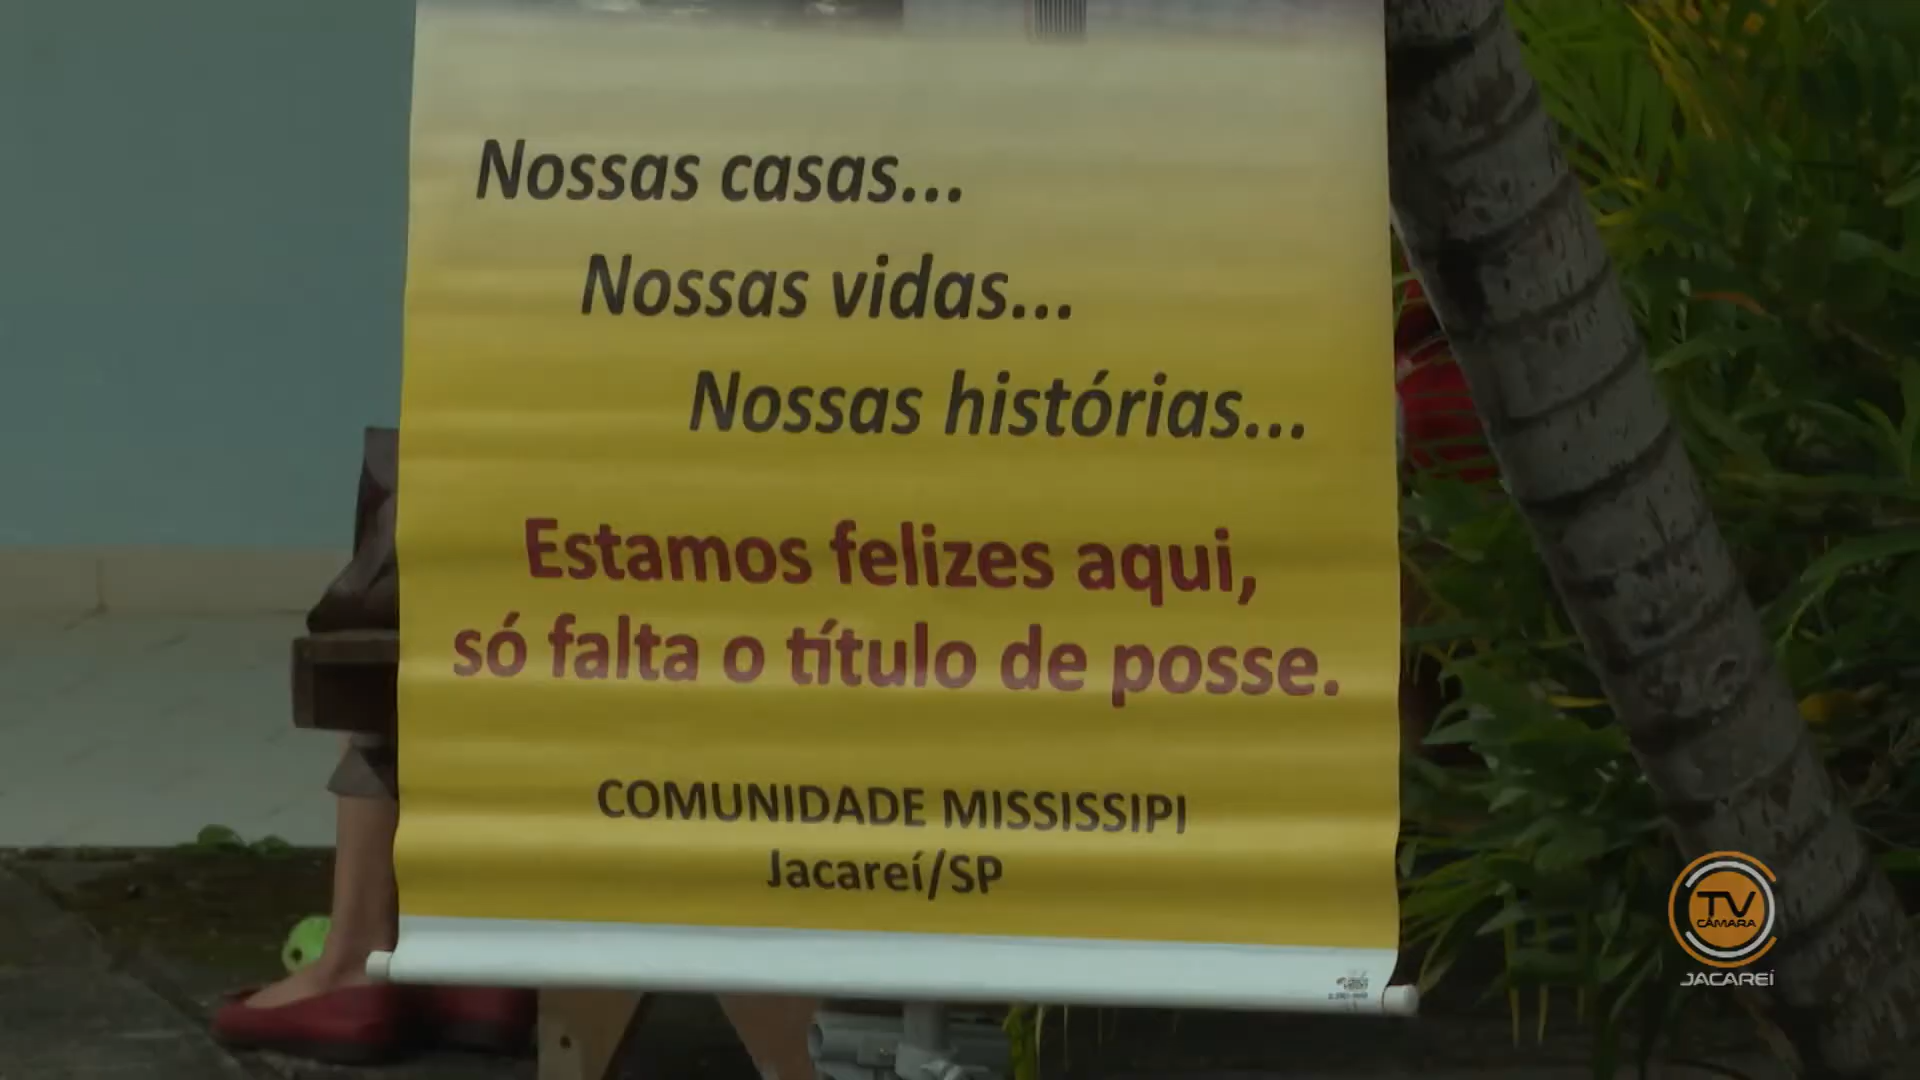 Nossas casas...
Nossas vidas...
Nossas histórias...
Estamos felizes aqui,
só falta o título de posse.
COMUNIDADE MISSISSIPI
Jacareí/SP
TV
CÂMARA
JACAREÍ